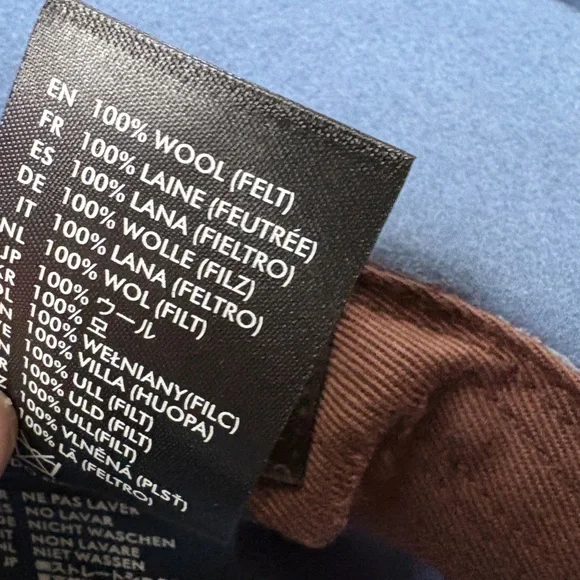 EN 100% WOOL (FELT)
FR 100% LAINE (FEUTRÉE)
ES 100% LANA (FIELTRO)
DE 100% WOLLE (FILZ)
IT 100% LANA (FELTRO)
NL 100% WOL (FILT)
JP 100% ウール
KR 100% 모
100% WEŁNIANY(FILC)
100% VILLA (HUOPA)
100% ULL (FILT)
100% ULD (FILT)
100% ULL(FILT)
100% VLNĚNÁ (PLSŤ)
100% LÃ (FELTRO)
NE PAS LAVER
NO LAVAR
NICHT WASCHEN
NON LAVARE
NIET WASSEN